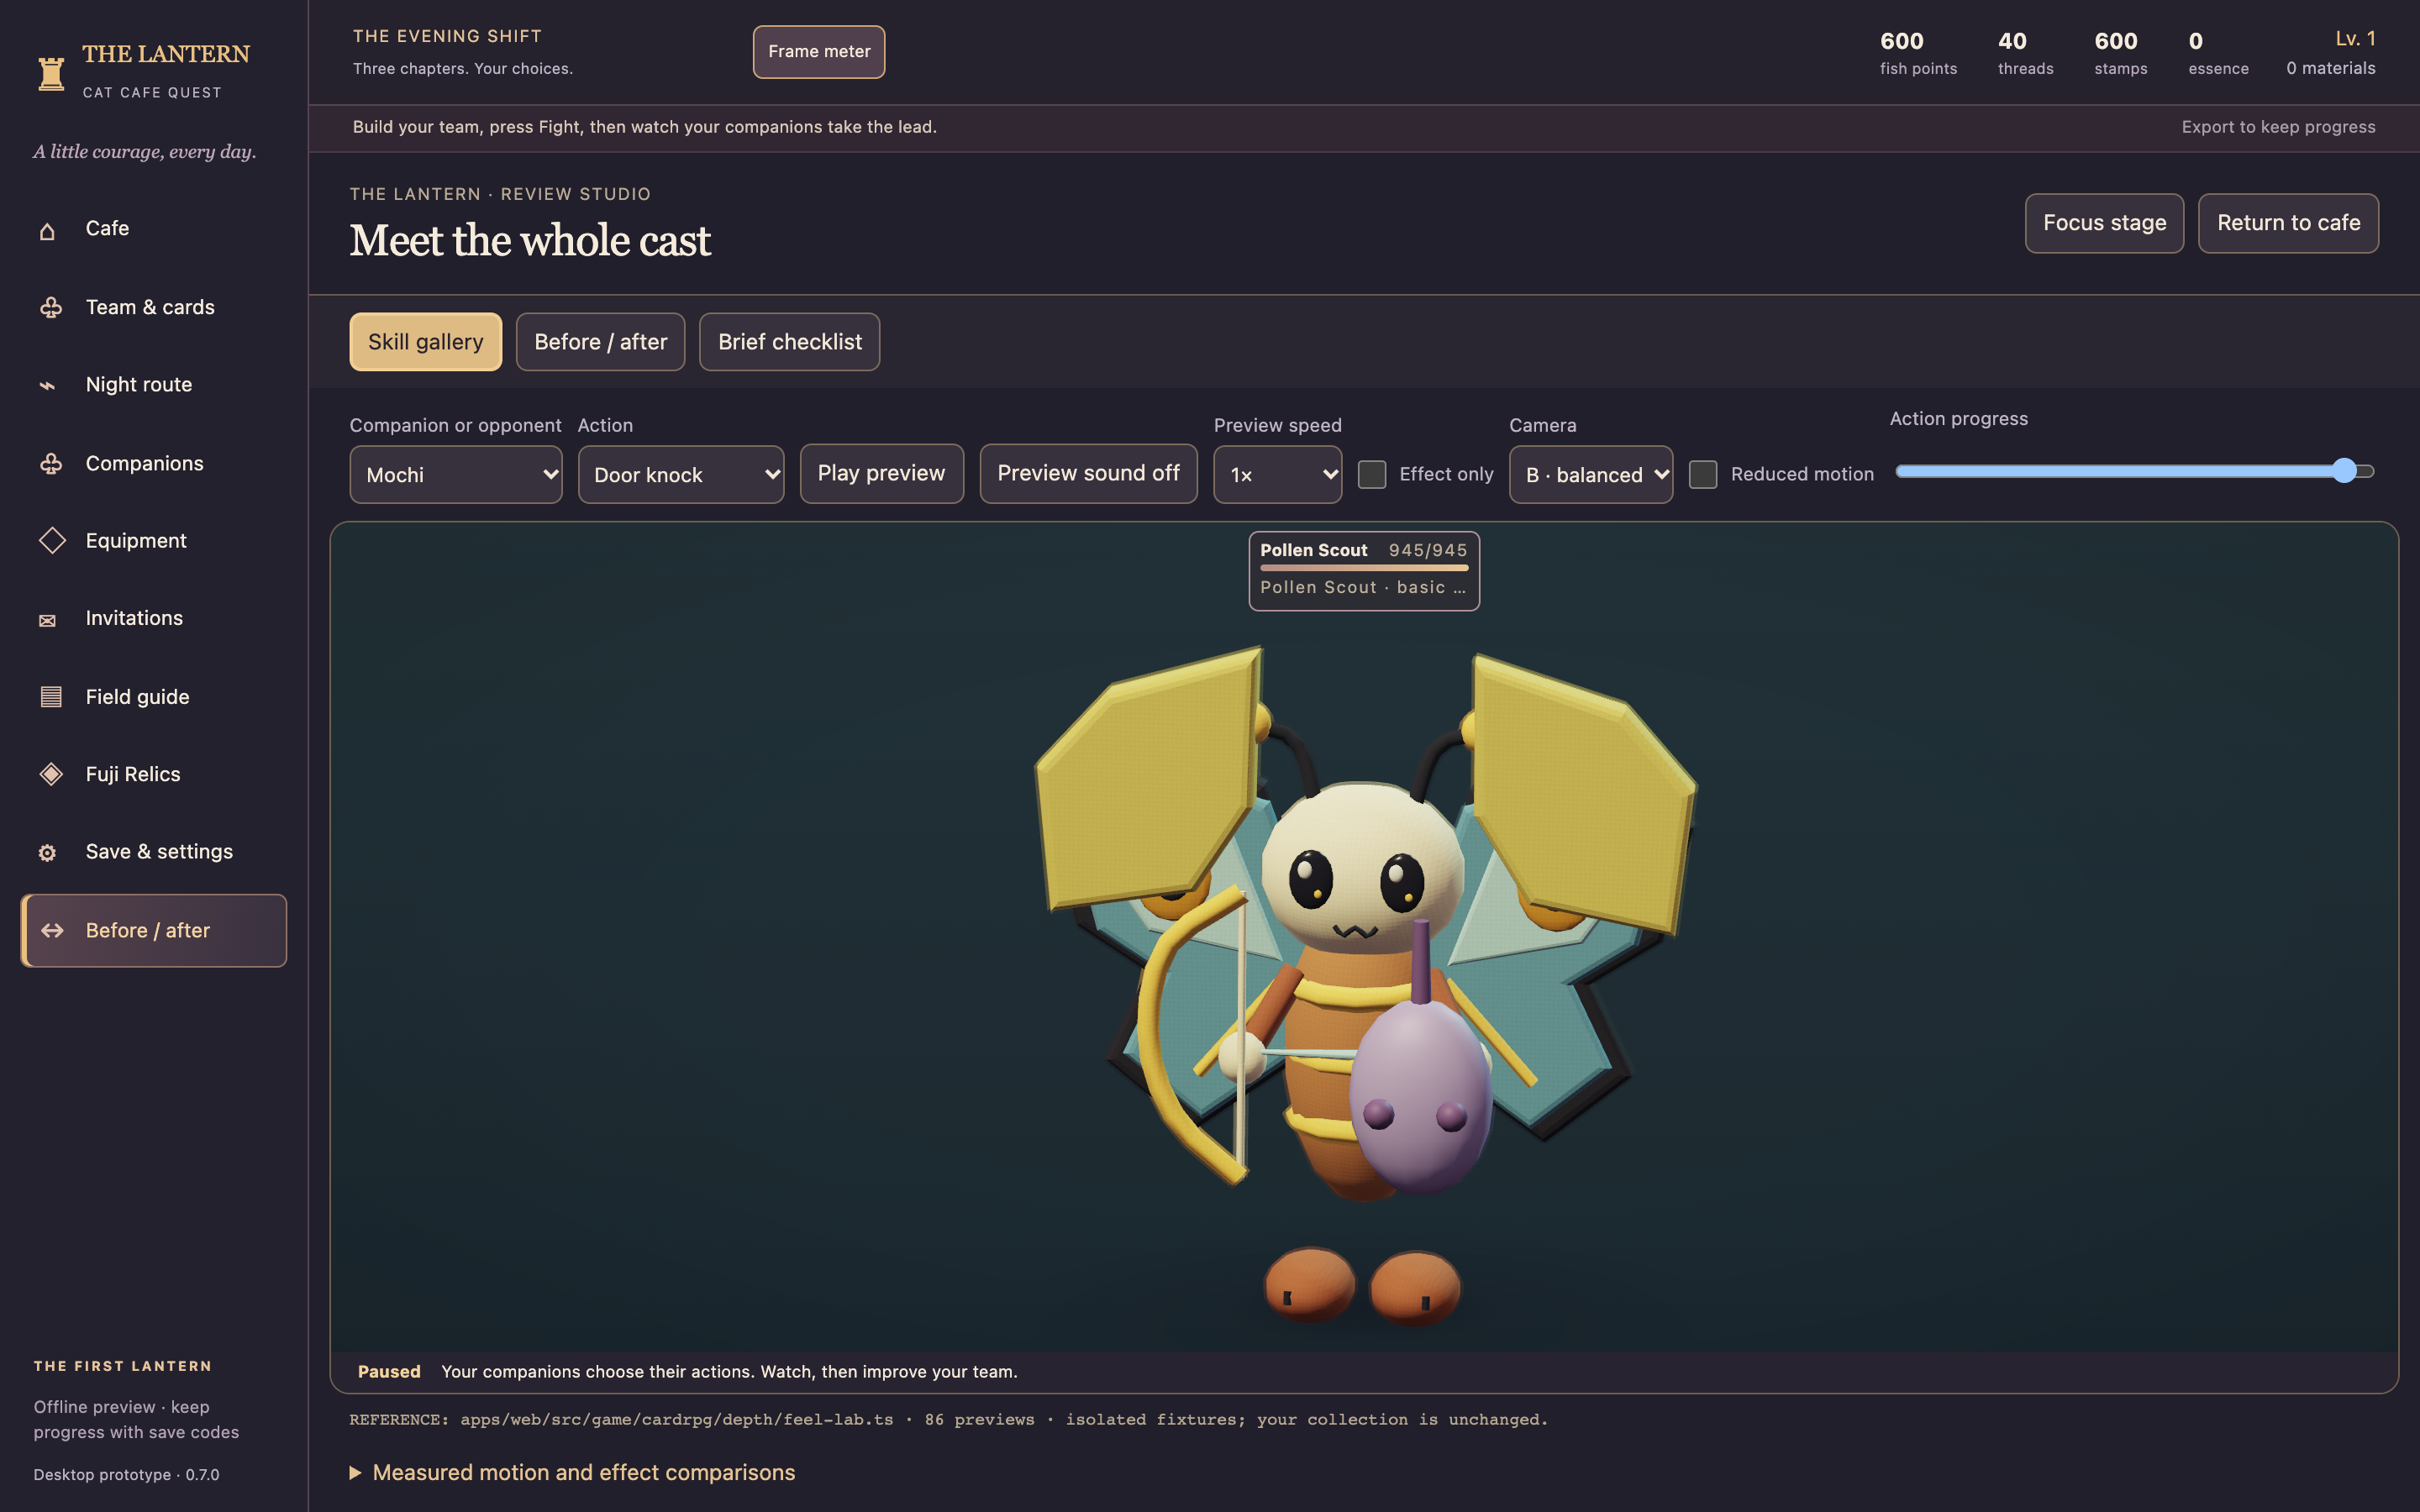 THE LANTERN
CAT CAFE QUEST
A little courage, every day.
Cafe
Team & cards
Night route
Companions
Equipment
Invitations
Field guide
Fuji Relics
Save & settings
Before / after
THE FIRST LANTERN
Offline preview · keep
progress with save codes
Desktop prototype · 0.7.0
THE EVENING SHIFT
Three chapters. Your choices.
Frame meter
600 fish points
40 threads
600 stamps
0 essence
Lv. 1
0 materials
Build your team, press Fight, then watch your companions take the lead.
Export to keep progress
THE LANTERN · REVIEW STUDIO
Meet the whole cast
Focus stage
Return to cafe
Skill gallery
Before / after
Brief checklist
Companion or opponent
Mochi
Action
Door knock
Play preview
Preview sound off
Preview speed
1×
Effect only
Camera
B · balanced
Reduced motion
Action progress
Pollen Scout 945/945
Pollen Scout · basic ...
Paused Your companions choose their actions. Watch, then improve your team.
REFERENCE: apps/web/src/game/cardrpg/depth/feel-lab.ts · 86 previews · isolated fixtures; your collection is unchanged.
Measured motion and effect comparisons